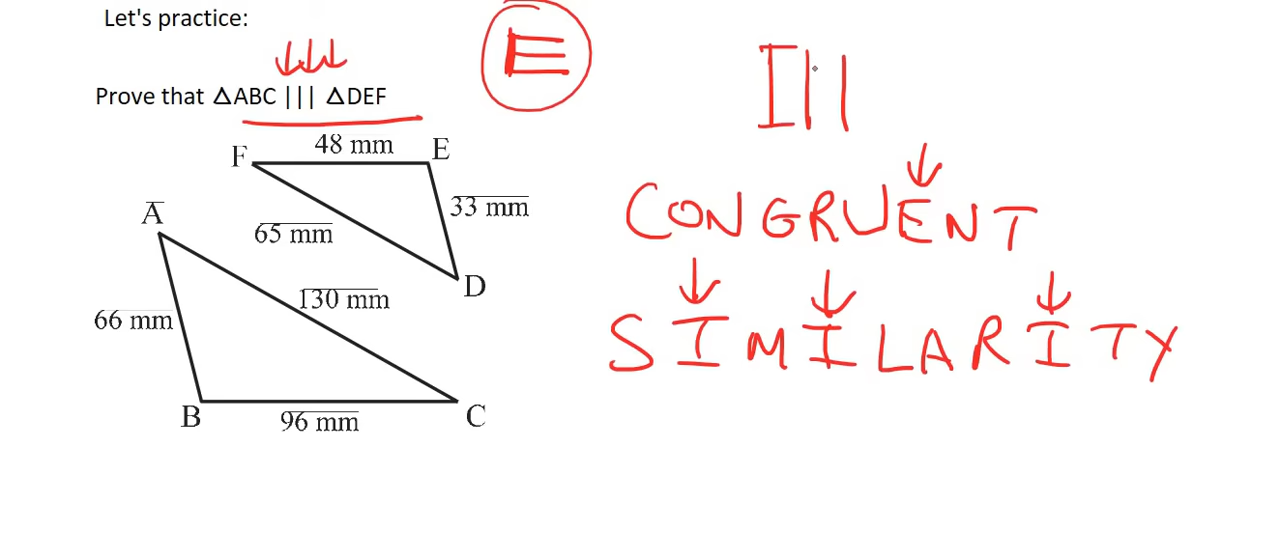 Let's practice:
E
Prove that △ABC ||| △DEF
I||
F
48 mm
E
CONGRUENT
33 mm
A
65 mm
D
130 mm
66 mm
SIMILARITY
B
96 mm
C